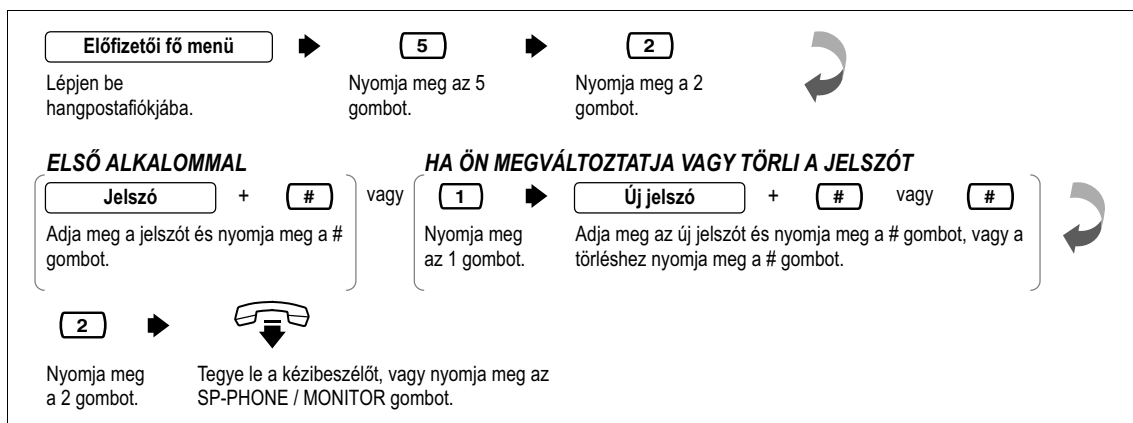 Előfizetői fő menü 5 2
Lépjen be Nyomja meg az 5 Nyomja meg a 2
hangpostafiókjába. gombot. gombot.
ELSŐ ALKALOMMAL HA ÖN MEGVÁLTOZTATJA VAGY TÖRLI A JELSZÓT
Jelszó + # vagy 1 Új jelszó + # vagy #
Adja meg a jelszót és nyomja meg a # Nyomja meg Adja meg az új jelszót és nyomja meg a # gombot, vagy a
gombot. az 1 gombot. törléshez nyomja meg a # gombot.
2
Nyomja meg Tegye le a kézibeszélőt, vagy nyomja meg az
a 2 gombot. SP-PHONE / MONITOR gombot.